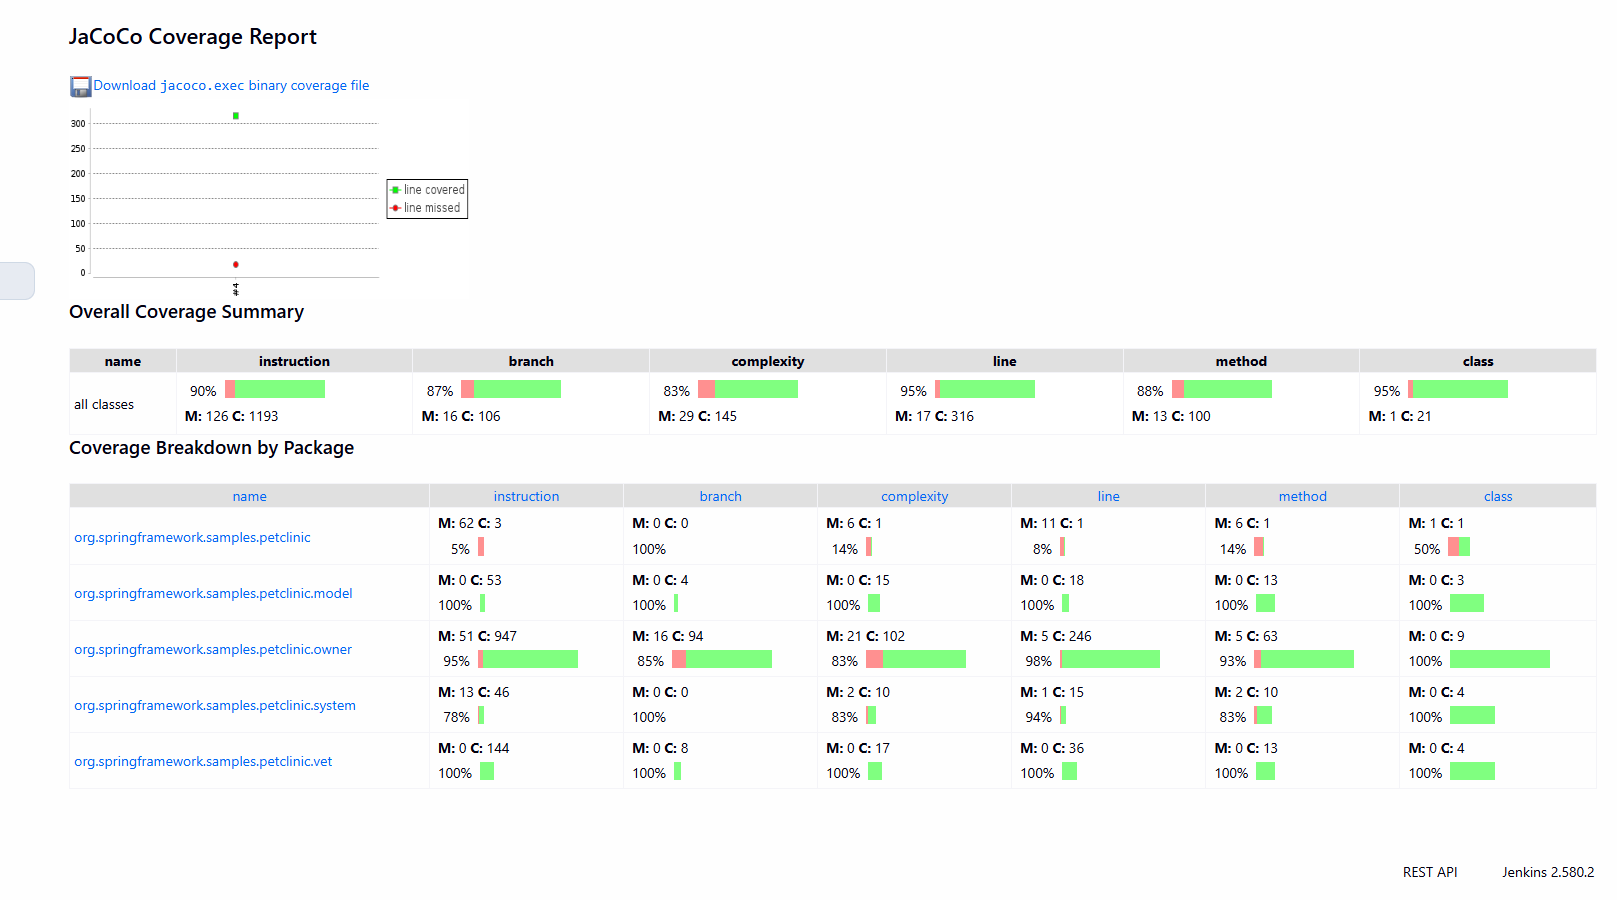 JaCoCo Coverage Report
Download jacoco.exec binary coverage file
300
250
200
150
100
50
0
#4
line covered
line missed
Overall Coverage Summary
name instruction branch complexity line method class
all classes
90% 87% 83% 95% 88% 95%
M: 126 C: 1193 M: 16 C: 106 M: 29 C: 145 M: 17 C: 316 M: 13 C: 100 M: 1 C: 21
Coverage Breakdown by Package
name instruction branch complexity line method class
org.springframework.samples.petclinic
M: 62 C: 3 M: 0 C: 0 M: 6 C: 1 M: 11 C: 1 M: 6 C: 1 M: 1 C: 1
5% 100% 14% 8% 14% 50%
org.springframework.samples.petclinic.model
M: 0 C: 53 M: 0 C: 4 M: 0 C: 15 M: 0 C: 18 M: 0 C: 13 M: 0 C: 3
100% 100% 100% 100% 100% 100%
org.springframework.samples.petclinic.owner
M: 51 C: 947 M: 16 C: 94 M: 21 C: 102 M: 5 C: 246 M: 5 C: 63 M: 0 C: 9
95% 85% 83% 98% 93% 100%
org.springframework.samples.petclinic.system
M: 13 C: 46 M: 0 C: 0 M: 2 C: 10 M: 1 C: 15 M: 2 C: 10 M: 0 C: 4
78% 100% 83% 94% 83% 100%
org.springframework.samples.petclinic.vet
M: 0 C: 144 M: 0 C: 8 M: 0 C: 17 M: 0 C: 36 M: 0 C: 13 M: 0 C: 4
100% 100% 100% 100% 100% 100%
REST API Jenkins 2.580.2